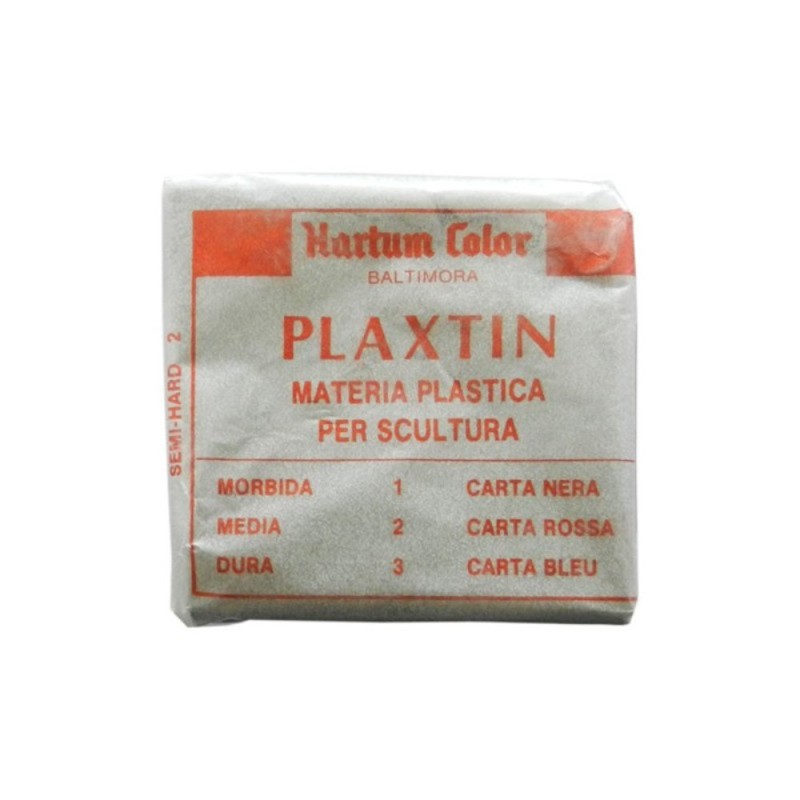 Hartum Color
BALTIMORA
PLAXTIN
MATERIA PLASTICA
PER SCULTURA
MORBIDA 1 CARTA NERA
MEDIA 2 CARTA ROSSA
DURA 3 CARTA BLEU
SEMI-HARD 2